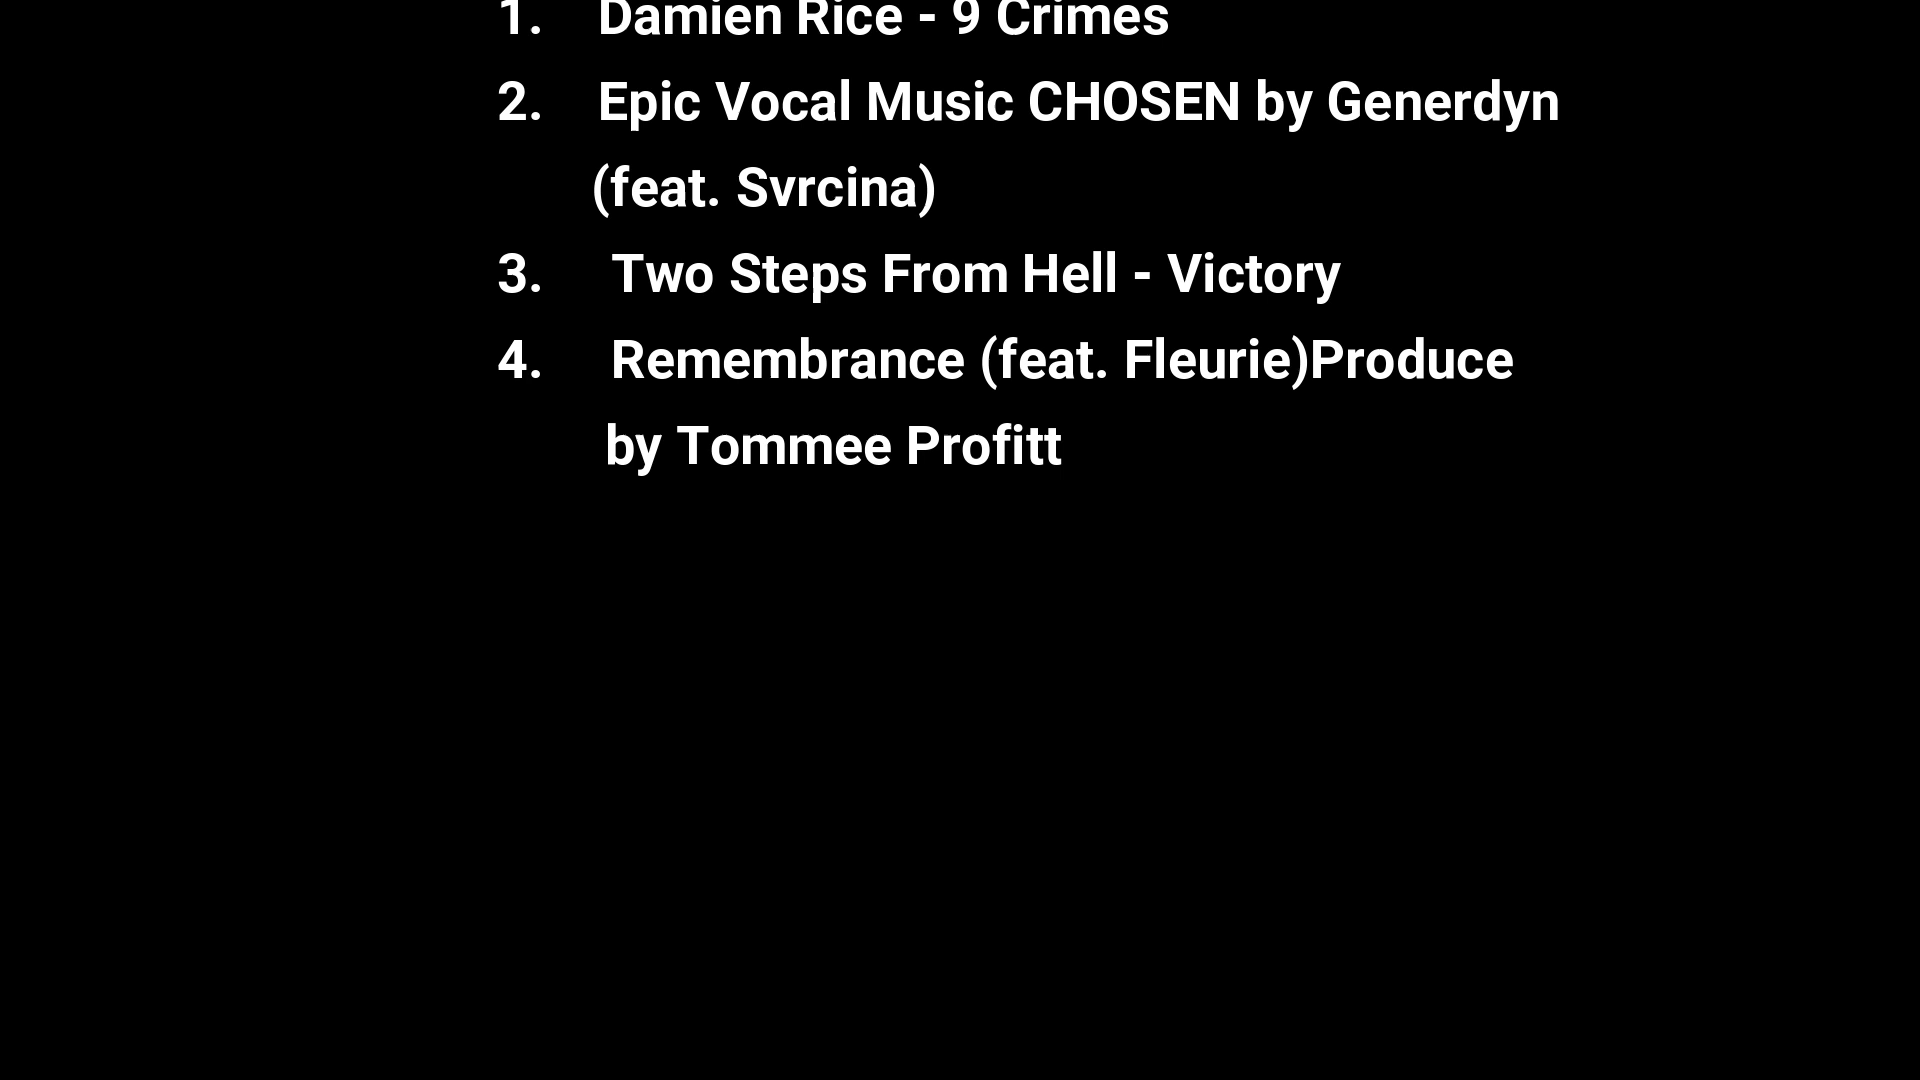 1. Damien Rice - 9 Crimes
2. Epic Vocal Music CHOSEN by Generdyn
(feat. Svrcina)
3. Two Steps From Hell - Victory
4. Remembrance (feat. Fleurie)Produce
by Tommee Profitt